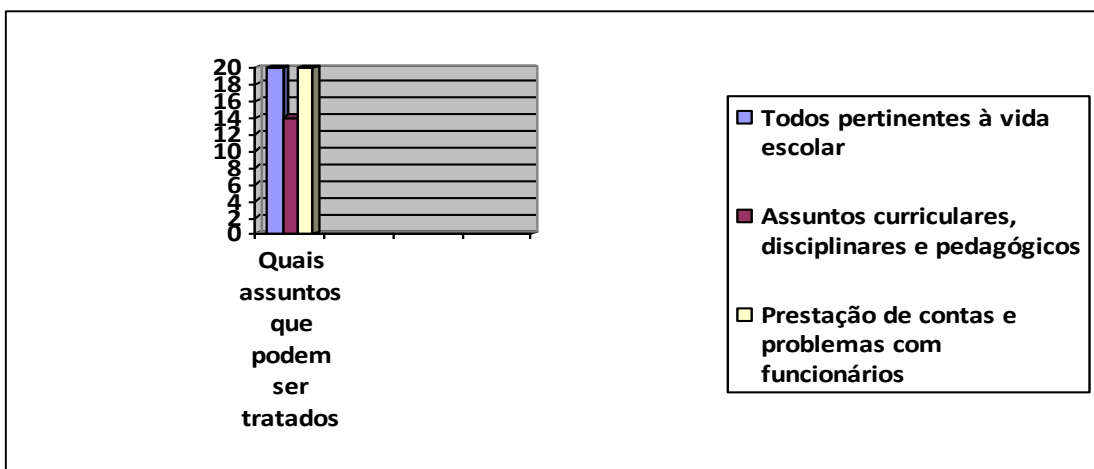 20
18
16
14
12
10
8
6
4
2
0
Quais
assuntos
que
podem
ser
tratados
Todos pertinentes à vida
escolar
Assuntos curriculares,
disciplinares e pedagógicos
Prestação de contas e
problemas com
funcionários